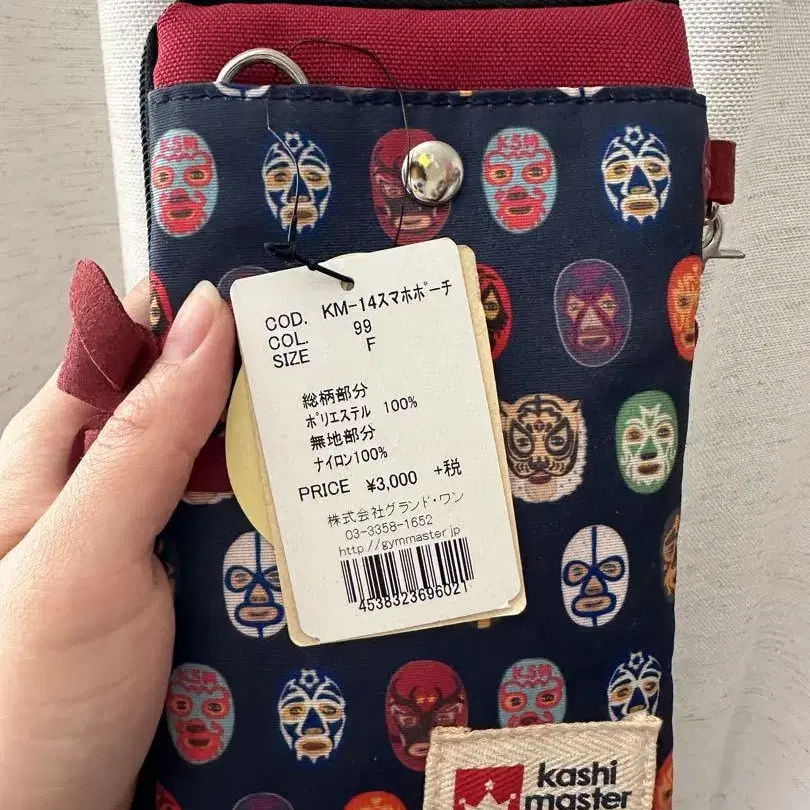 COD. KM-14スマホポーチ
COL. 99
SIZE F
総柄部分
ポリエステル 100%
無地部分
ナイロン100%
PRICE ¥3,000 +税
株式会社グランド・ワン
03-3358-1652
http://gymmaster.jp
4538323696021
kashi
master